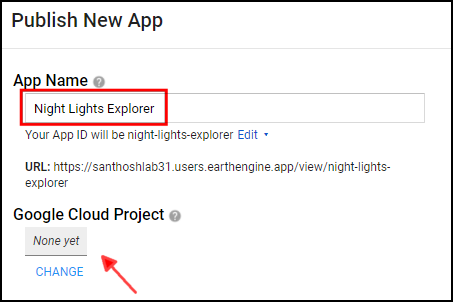 Publish New App
App Name
Night Lights Explorer
Your App ID will be night-lights-explorer Edit
URL: https://santhoshlab31.users.earthengine.app/view/night-lights-
explorer
Google Cloud Project
None yet
CHANGE